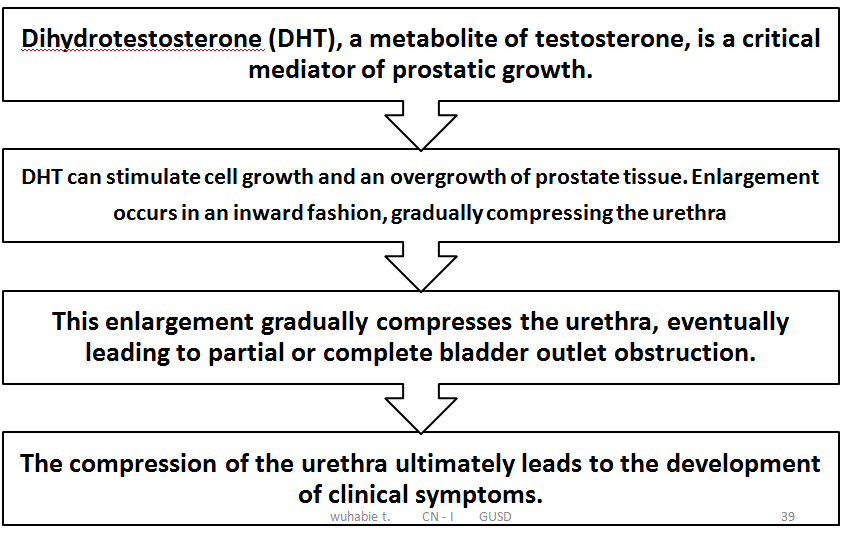 Dihydrotestosterone (DHT), a metabolite of testosterone, is a critical
mediator of prostatic growth.
DHT can stimulate cell growth and an overgrowth of prostate tissue. Enlargement
occurs in an inward fashion, gradually compressing the urethra
This enlargement gradually compresses the urethra, eventually
leading to partial or complete bladder outlet obstruction.
The compression of the urethra ultimately leads to the development
of clinical symptoms.
wuhabie t. CN - I GUSD 39